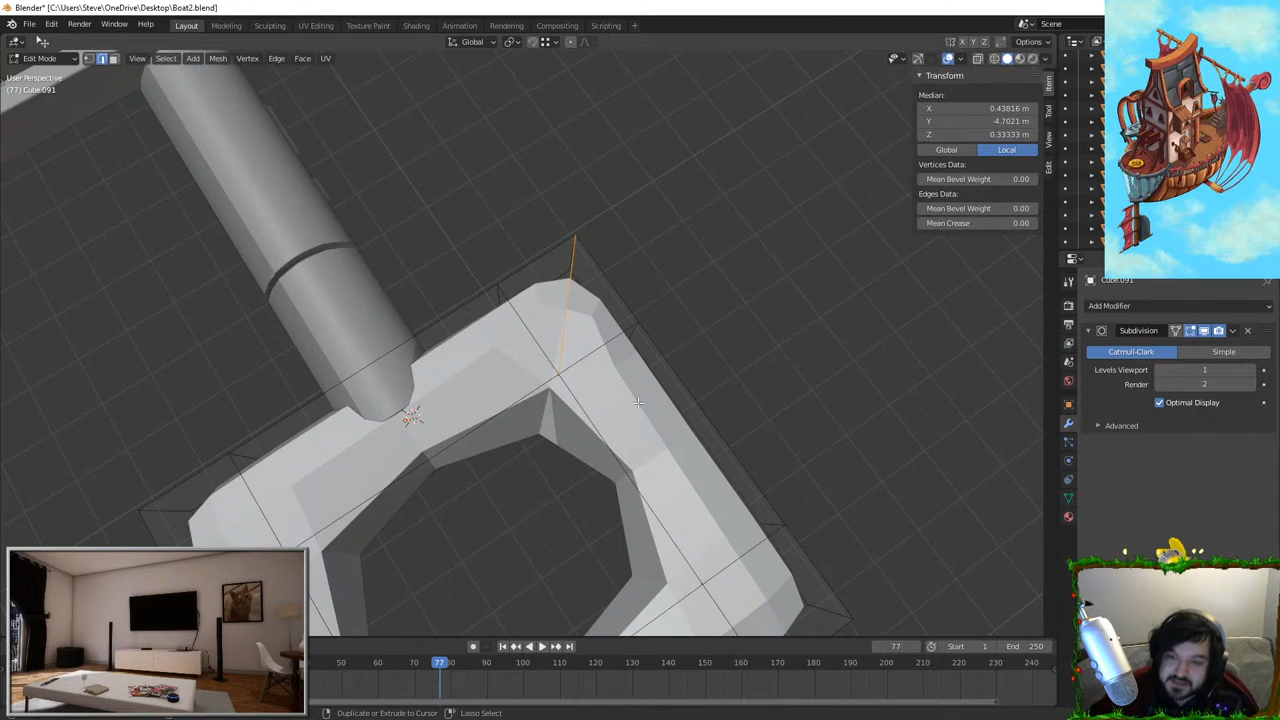 Blender* [C:\Users\Steve\OneDrive\Desktop\Boat2.blend]
File Edit Render Window Help Layout Modeling Sculpting UV Editing Texture Paint Shading Animation Rendering Compositing Scripting + Scene
Global X Y Z Options
Edit Mode View Select Add Mesh Vertex Edge Face UV
User Perspective
(77) Cube.091
Transform
Median:
X 0.43816 m
Y -4.7021 m
Z 0.33333 m
Global Local
Vertices Data:
Mean Bevel Weight 0.00
Edges Data:
Mean Bevel Weight 0.00
Mean Crease 0.00
Item
Tool
View
Edit
Cube.091
Add Modifier
Subdivision
Catmull-Clark Simple
Levels Viewport 1
Render 2
Optimal Display
Advanced
77 Start 1 End 250
50 60 70 77 80 90 100 110 120 130 140 150 160 170 180 190 200 210 220 230 240
Duplicate or Extrude to Cursor Lasso Select